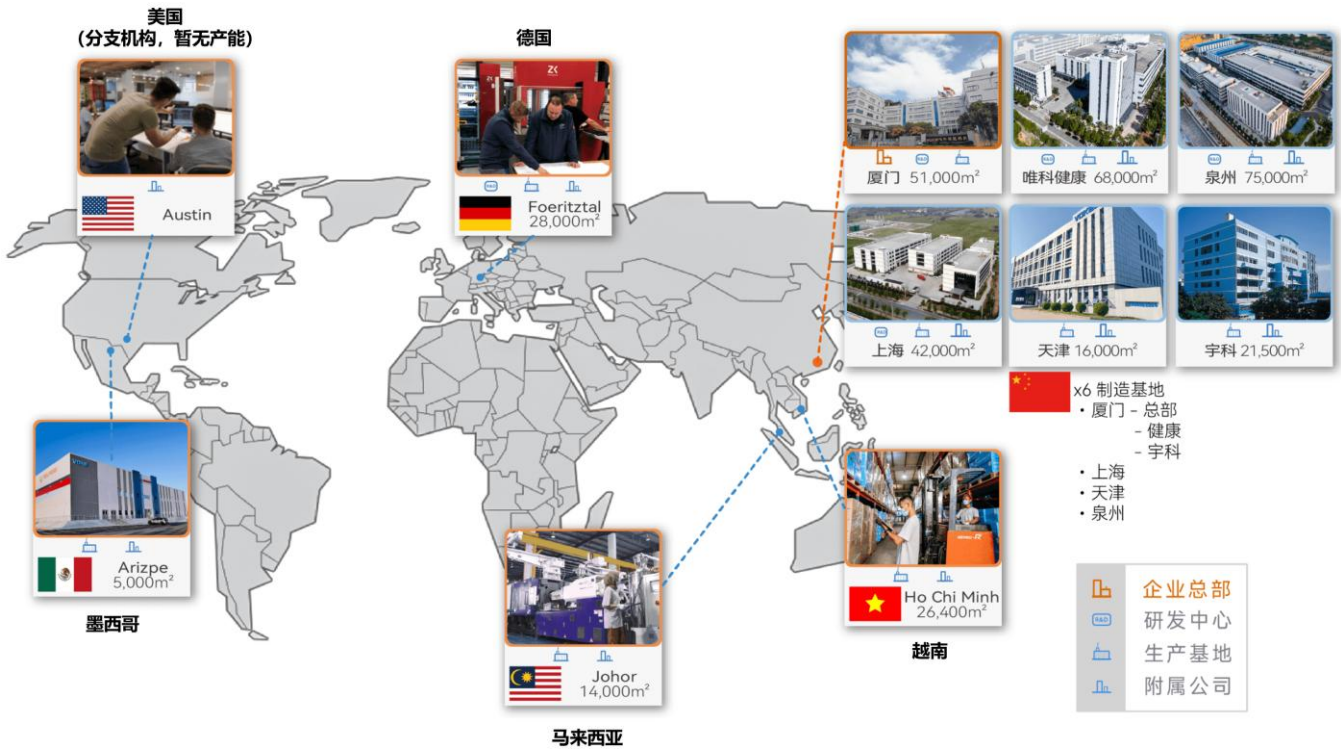 美国
(分支机构，暂无产能)
Austin
德国
ZK
R&D
Foeritztal
28,000m²
R&D
厦门 51,000m²
R&D
唯科健康 68,000m²
R&D
泉州 75,000m²
R&D
上海 42,000m²
天津 16,000m²
宇科 21,500m²
x6 制造基地
・厦门 - 总部
- 健康
- 宇科
・上海
・天津
・泉州
Arizpe
5,000m²
墨西哥
Johor
14,000m²
马来西亚
Ho Chi Minh
26,400m²
越南
企业总部
R&D 研发中心
生产基地
附属公司